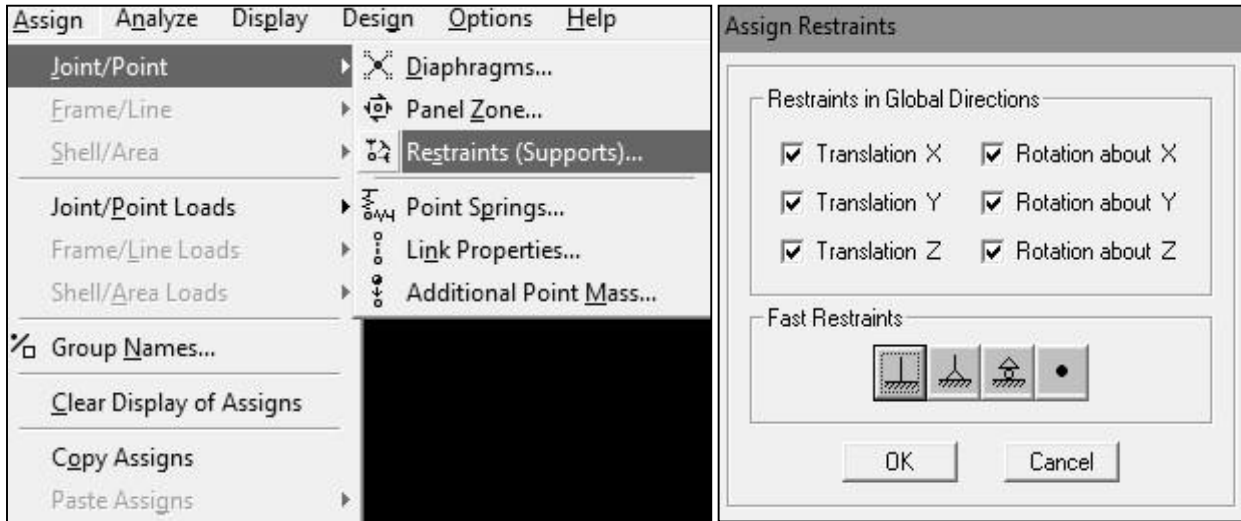 Assign Analyze Display Design Options Help
Joint/Point
Frame/Line
Shell/Area
Joint/Point Loads
Frame/Line Loads
Shell/Area Loads
Group Names...
Clear Display of Assigns
Copy Assigns
Paste Assigns
Diaphragms...
Panel Zone...
Restraints (Supports)...
Point Springs...
Link Properties...
Additional Point Mass...
Assign Restraints
Restraints in Global Directions
Translation X Rotation about X
Translation Y Rotation about Y
Translation Z Rotation about Z
Fast Restraints
OK Cancel